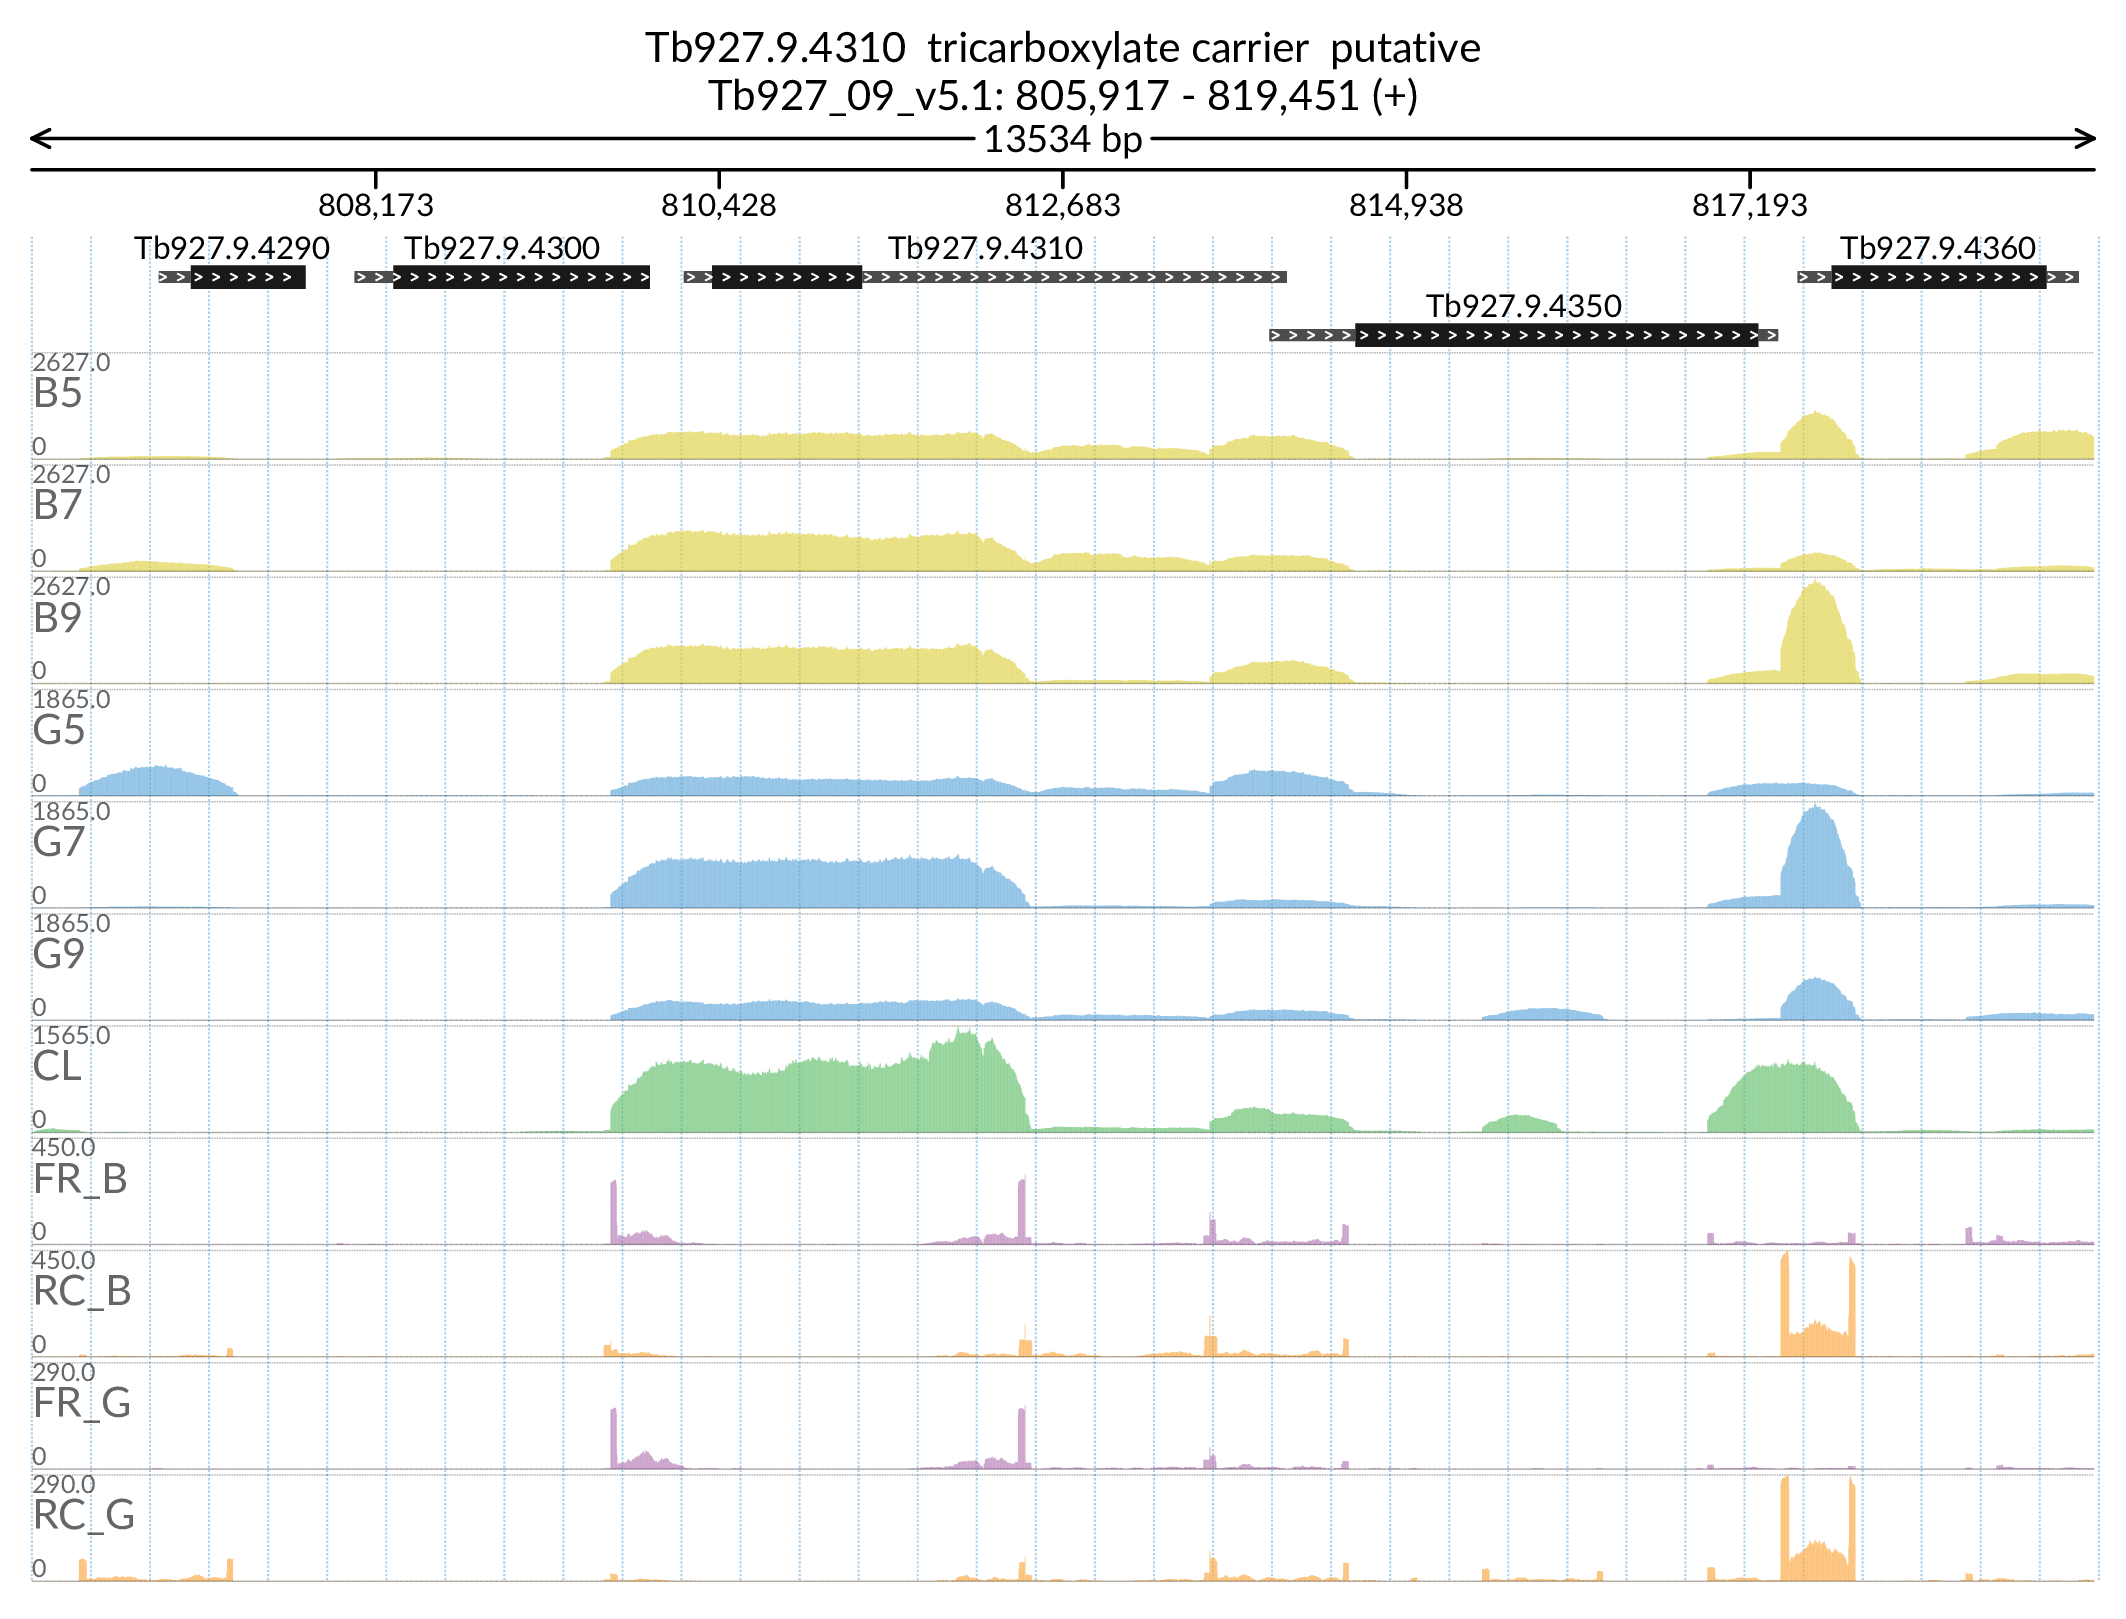 Tb927.9.4310  tricarboxylate carrier  putative
Tb927_09_v5.1: 805,917 - 819,451 (+)
13534 bp
808,173 810,428 812,683 814,938 817,193
Tb927.9.4290 Tb927.9.4300 Tb927.9.4310 Tb927.9.4360
Tb927.9.4350
2627.0
B5
0
2627.0
B7
0
2627.0
B9
0
1865.0
G5
0
1865.0
G7
0
1865.0
G9
0
1565.0
CL
0
450.0
FR_B
0
450.0
RC_B
0
290.0
FR_G
0
290.0
RC_G
0